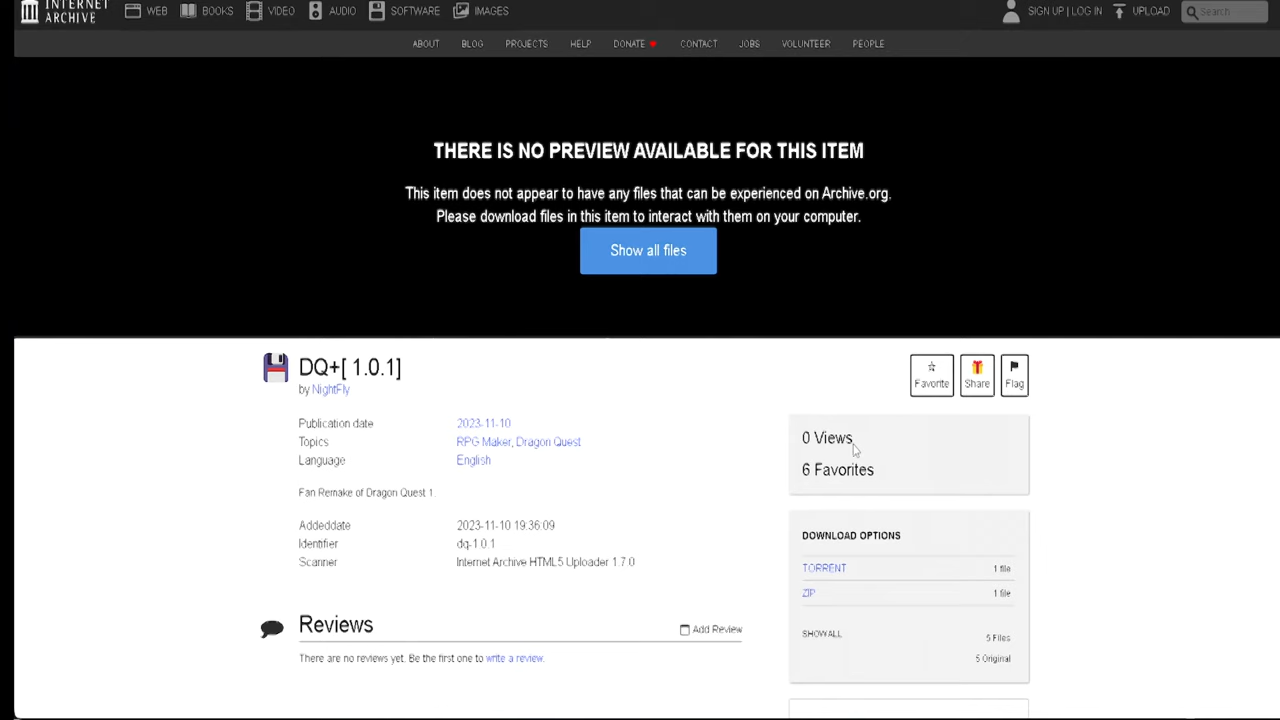 INTERNET
ARCHIVE
WEB BOOKS VIDEO AUDIO SOFTWARE IMAGES SIGN UP | LOG IN UPLOAD Search
ABOUT BLOG PROJECTS HELP DONATE CONTACT JOBS VOLUNTEER PEOPLE
THERE IS NO PREVIEW AVAILABLE FOR THIS ITEM
This item does not appear to have any files that can be experienced on Archive.org.
Please download files in this item to interact with them on your computer.
Show all files
DQ+[ 1.0.1]
by NightFly
Favorite Share Flag
Publication date 2023-11-10
Topics RPG Maker, Dragon Quest
Language English
Fan Remake of Dragon Quest 1.
Addeddate 2023-11-10 19:36:09
Identifier dq-1.0.1
Scanner Internet Archive HTML5 Uploader 1.7.0
Reviews
Add Review
There are no reviews yet. Be the first one to write a review.
0 Views
6 Favorites
DOWNLOAD OPTIONS
TORRENT 1 file
ZIP 1 file
SHOW ALL 5 Files
5 Original